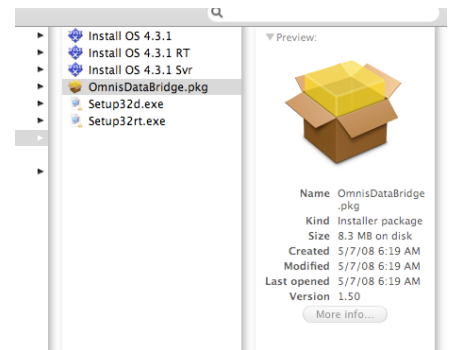 Install OS 4.3.1
Install OS 4.3.1 RT
Install OS 4.3.1 Svr
OmnisDataBridge.pkg
Setup32d.exe
Setup32rt.exe
Preview:
Name OmnisDataBridge
.pkg
Kind Installer package
Size 8.3 MB on disk
Created 5/7/08 6:19 AM
Modified 5/7/08 6:19 AM
Last opened 5/7/08 6:19 AM
Version 1.50
More info...